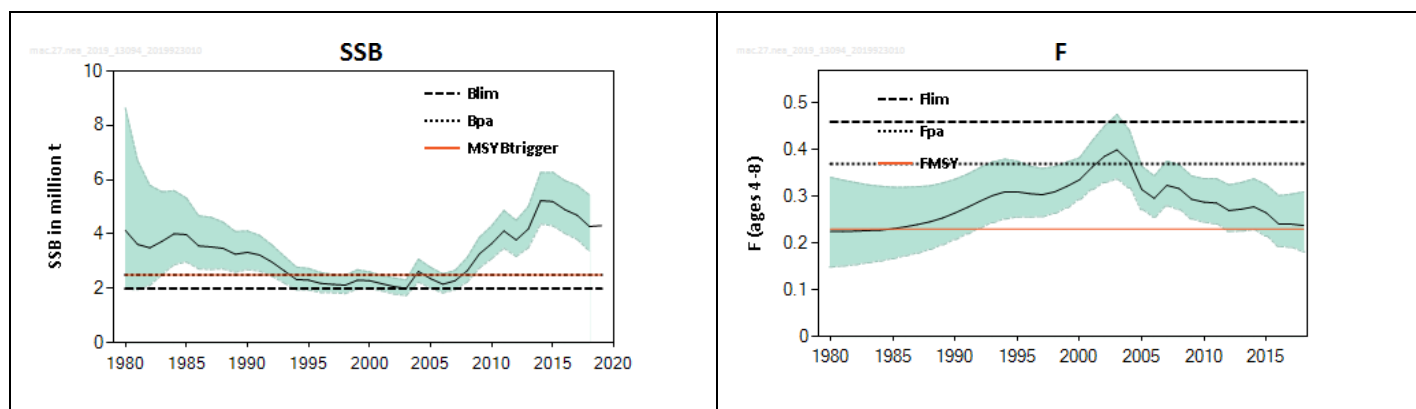 mac.27.nea_2019_13094_2019923010
SSB
10
8
6
4
2
0
SSB in million t
Blim
Bpa
MSYBtrigger
1980 1985 1990 1995 2000 2005 2010 2015 2020
mac.27.nea_2019_13094_2019923010
F
0.5
0.4
0.3
0.2
0.1
0
F (ages 4-8)
Flim
Fpa
FMSY
1980 1985 1990 1995 2000 2005 2010 2015